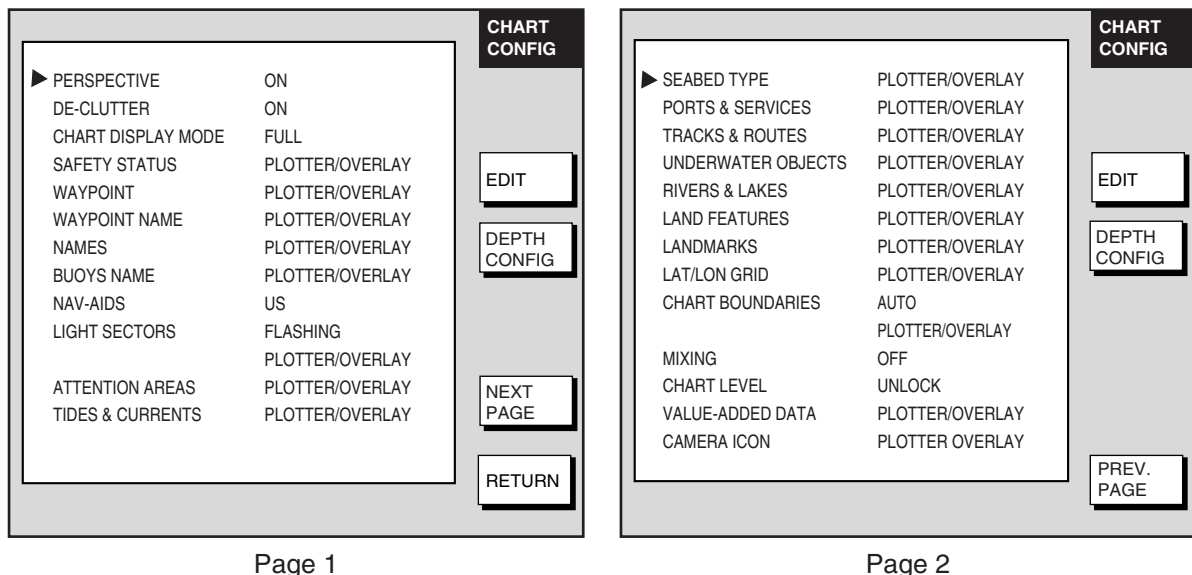 CHART
CONFIG
PERSPECTIVE ON
DE-CLUTTER ON
CHART DISPLAY MODE FULL
SAFETY STATUS PLOTTER/OVERLAY
WAYPOINT PLOTTER/OVERLAY
WAYPOINT NAME PLOTTER/OVERLAY
NAMES PLOTTER/OVERLAY
BUOYS NAME PLOTTER/OVERLAY
NAV-AIDS US
LIGHT SECTORS FLASHING
PLOTTER/OVERLAY
ATTENTION AREAS PLOTTER/OVERLAY
TIDES & CURRENTS PLOTTER/OVERLAY
EDIT
DEPTH
CONFIG
NEXT
PAGE
RETURN
Page 1
CHART
CONFIG
SEABED TYPE PLOTTER/OVERLAY
PORTS & SERVICES PLOTTER/OVERLAY
TRACKS & ROUTES PLOTTER/OVERLAY
UNDERWATER OBJECTS PLOTTER/OVERLAY
RIVERS & LAKES PLOTTER/OVERLAY
LAND FEATURES PLOTTER/OVERLAY
LANDMARKS PLOTTER/OVERLAY
LAT/LON GRID PLOTTER/OVERLAY
CHART BOUNDARIES AUTO
PLOTTER/OVERLAY
MIXING OFF
CHART LEVEL UNLOCK
VALUE-ADDED DATA PLOTTER/OVERLAY
CAMERA ICON PLOTTER OVERLAY
EDIT
DEPTH
CONFIG
PREV.
PAGE
Page 2